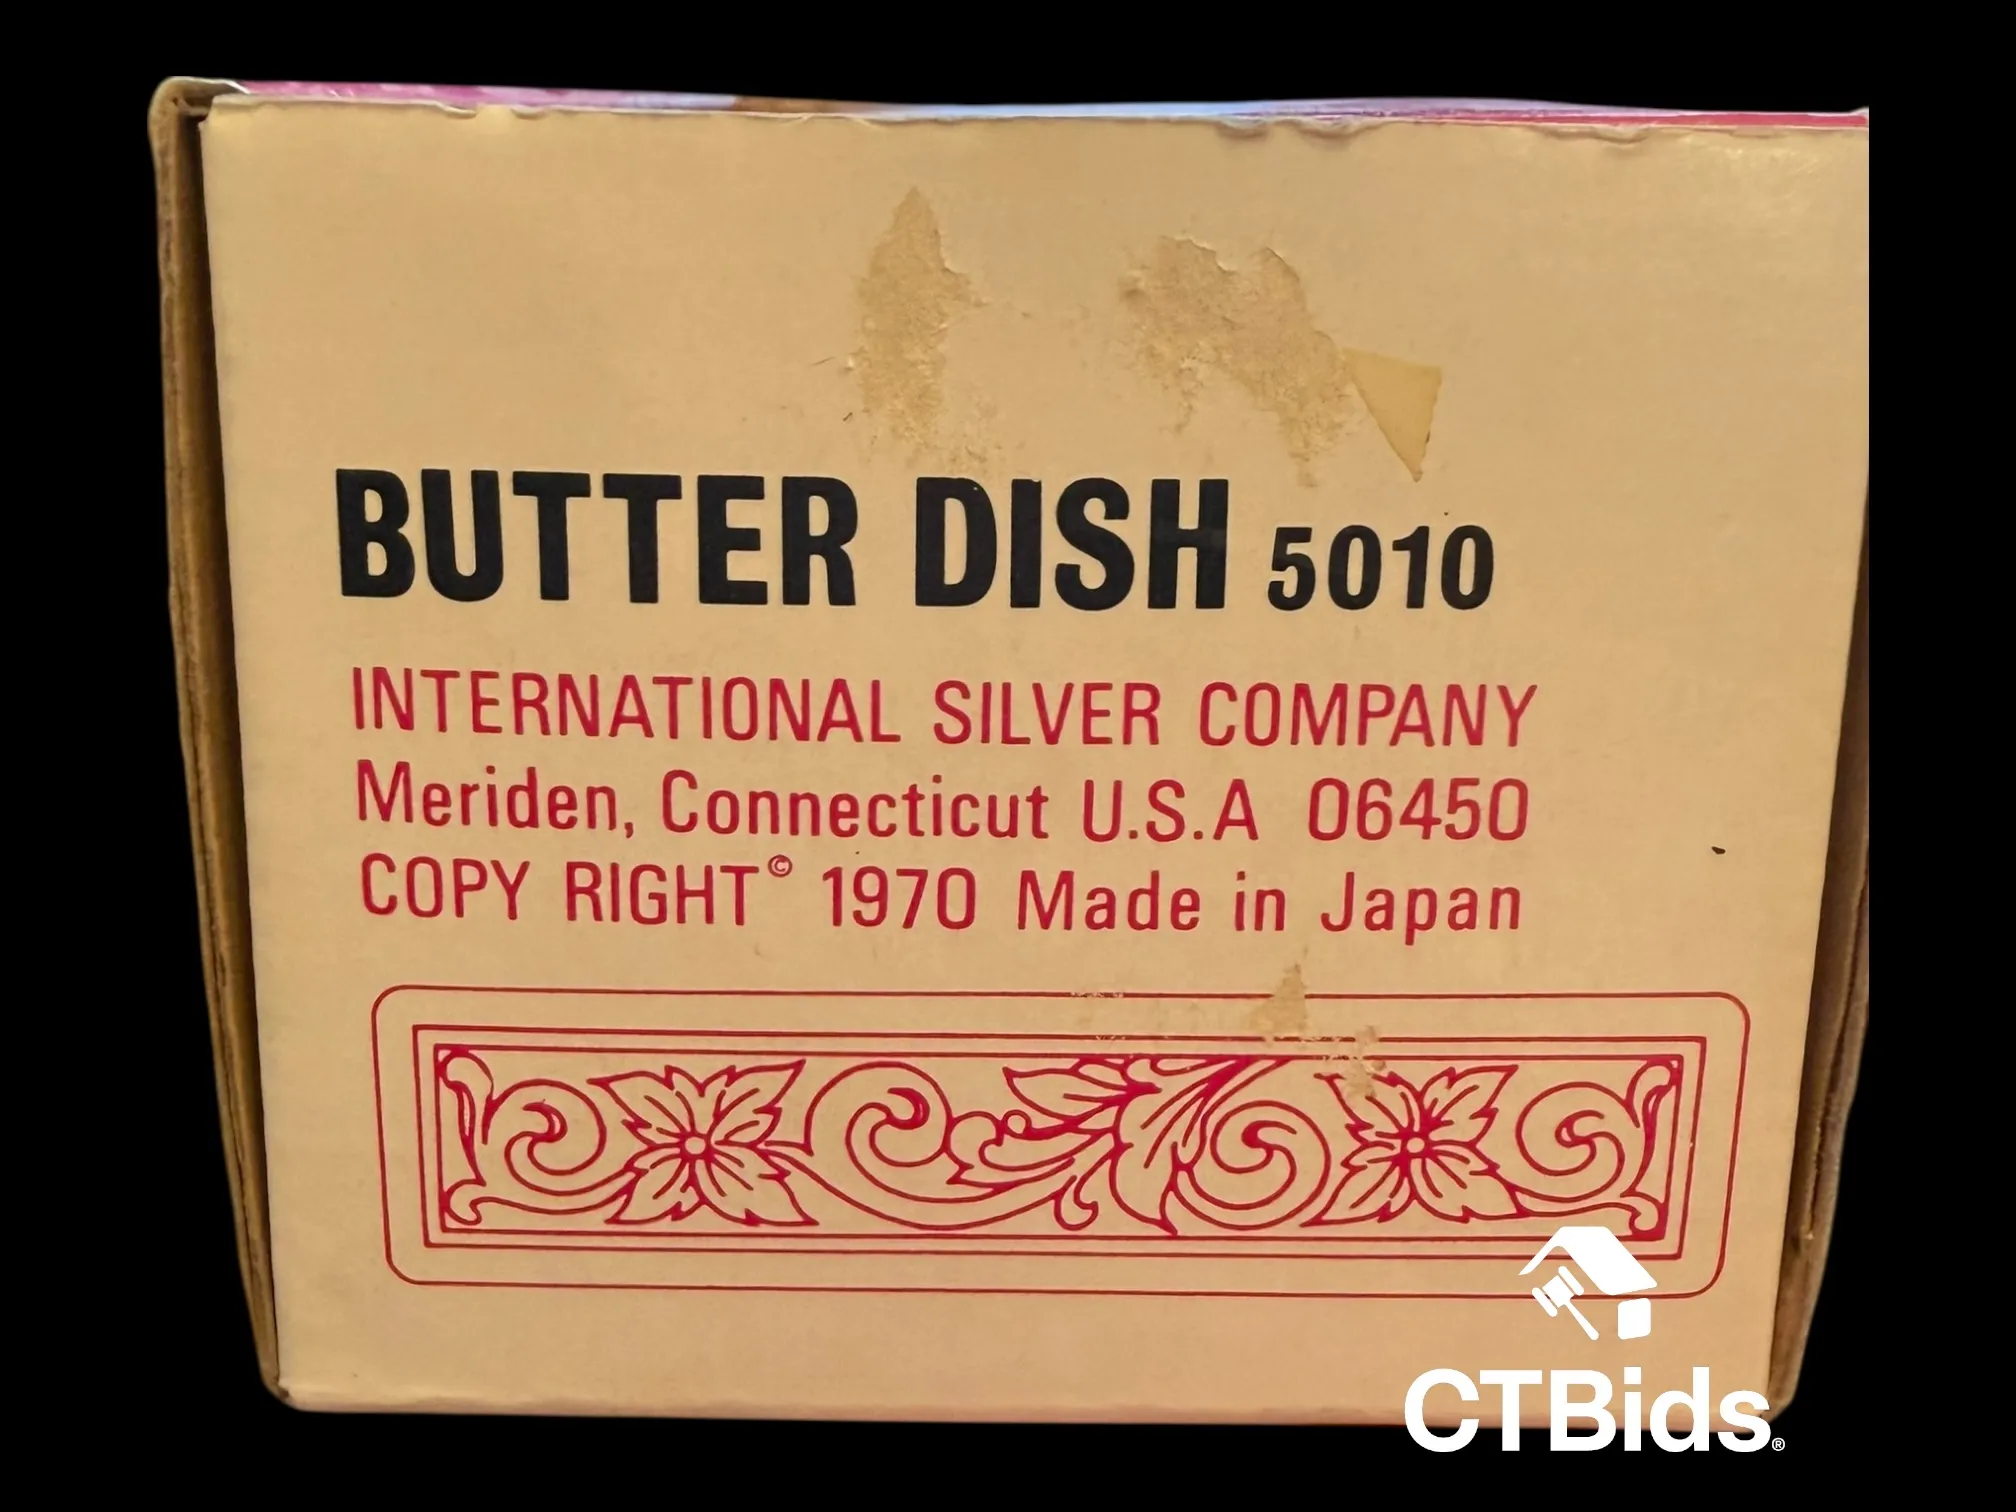 BUTTER DISH 5010
INTERNATIONAL SILVER COMPANY
Meriden, Connecticut U.S.A 06450
COPY RIGHT© 1970 Made in Japan
CTBids®